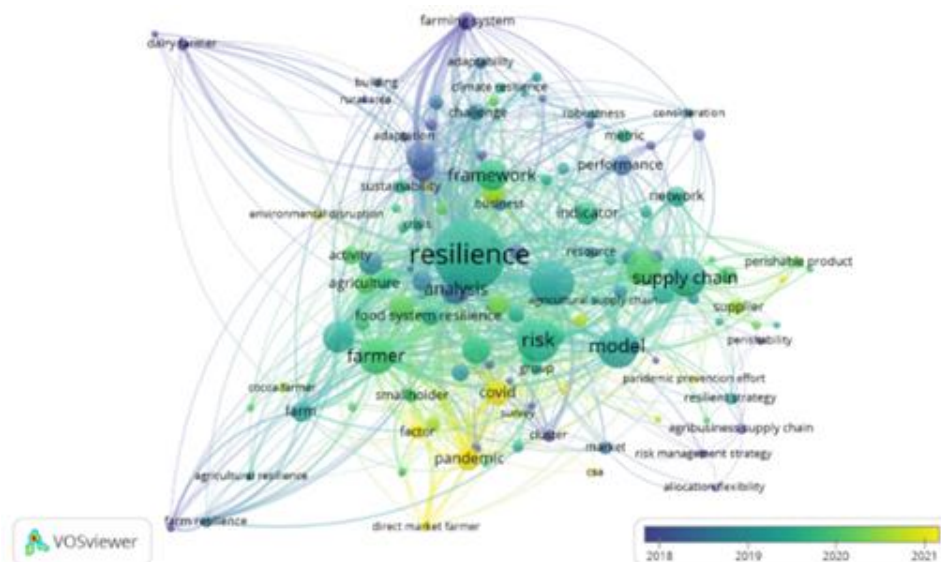 farming system
dairy farmer
adaptability
building
climate resilience
challenge
robustness
consideration
adaptation
metric
performance
framework
sustainability
network
business
environmental disruption
indicator
crisis
resilience
activity
resource
perishable product
supply chain
agriculture
analysis
agricultural supply chain
supplier
food system resilience
risk
model
perishability
farmer
group
pandemic prevention effort
cocoa farmer
covid
smallholder
resilient strategy
farm
survey
factor
cluster
agribusiness supply chain
market
risk management strategy
pandemic
agricultural resilience
csa
allocation flexibility
farm resilience
direct market farmer
VOSviewer
2018 2019 2020 2021